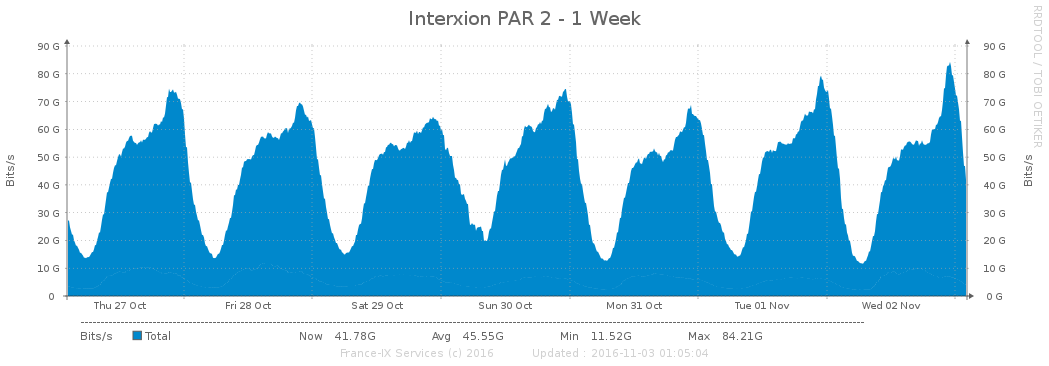 Interxion PAR 2 - 1 Week
RRDTOOL / TOBI OETIKER
Bits/s
90 G 90 G
80 G 80 G
70 G 70 G
60 G 60 G
50 G 50 G
40 G 40 G
30 G 30 G
20 G 20 G
10 G 10 G
0 0 G
Bits/s
Thu 27 Oct Fri 28 Oct Sat 29 Oct Sun 30 Oct Mon 31 Oct Tue 01 Nov Wed 02 Nov
Bits/s Total Now 41.78G Avg 45.55G Min 11.52G Max 84.21G
France-IX Services (c) 2016 Updated : 2016-11-03 01:05:04